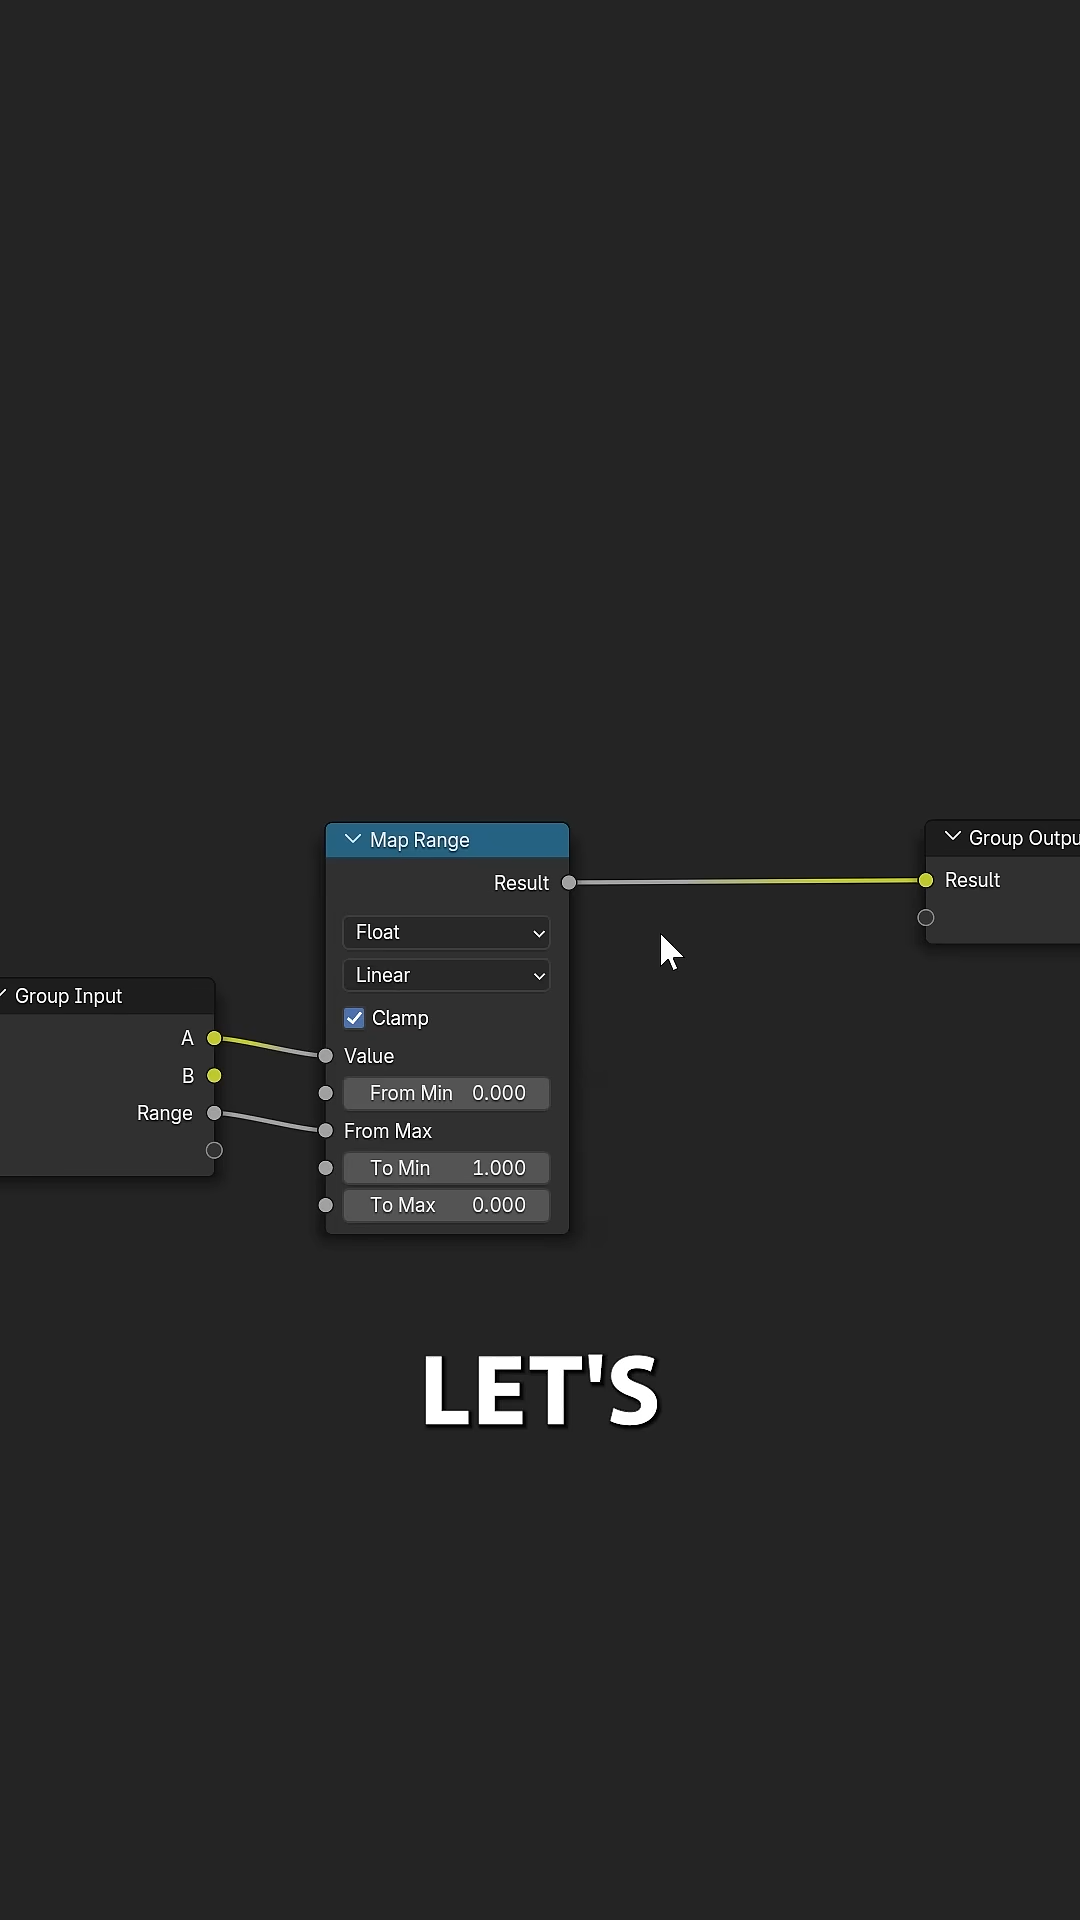 Map Range
Result
Float
Linear
Clamp
Value
From Min 0.000
From Max
To Min 1.000
To Max 0.000
Group Input
A
B
Range
Group Outpu
Result
LET'S